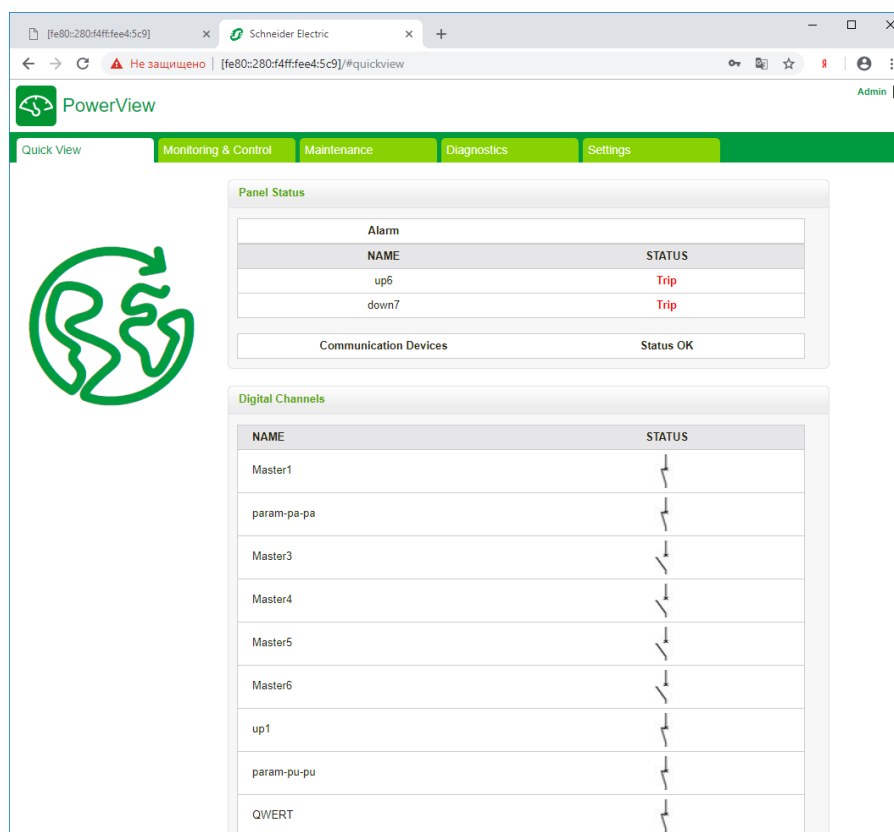 [fe80::280:f4ff:fee4:5c9]
Schneider Electric
Не защищено | [fe80::280:f4ff:fee4:5c9]/#quickview
Я
Admin
PowerView
Quick View
Monitoring & Control
Maintenance
Diagnostics
Settings
Panel Status
Alarm
NAME STATUS
up6 Trip
down7 Trip
Communication Devices Status OK
Digital Channels
NAME STATUS
Master1
param-pa-pa
Master3
Master4
Master5
Master6
up1
param-pu-pu
QWERT